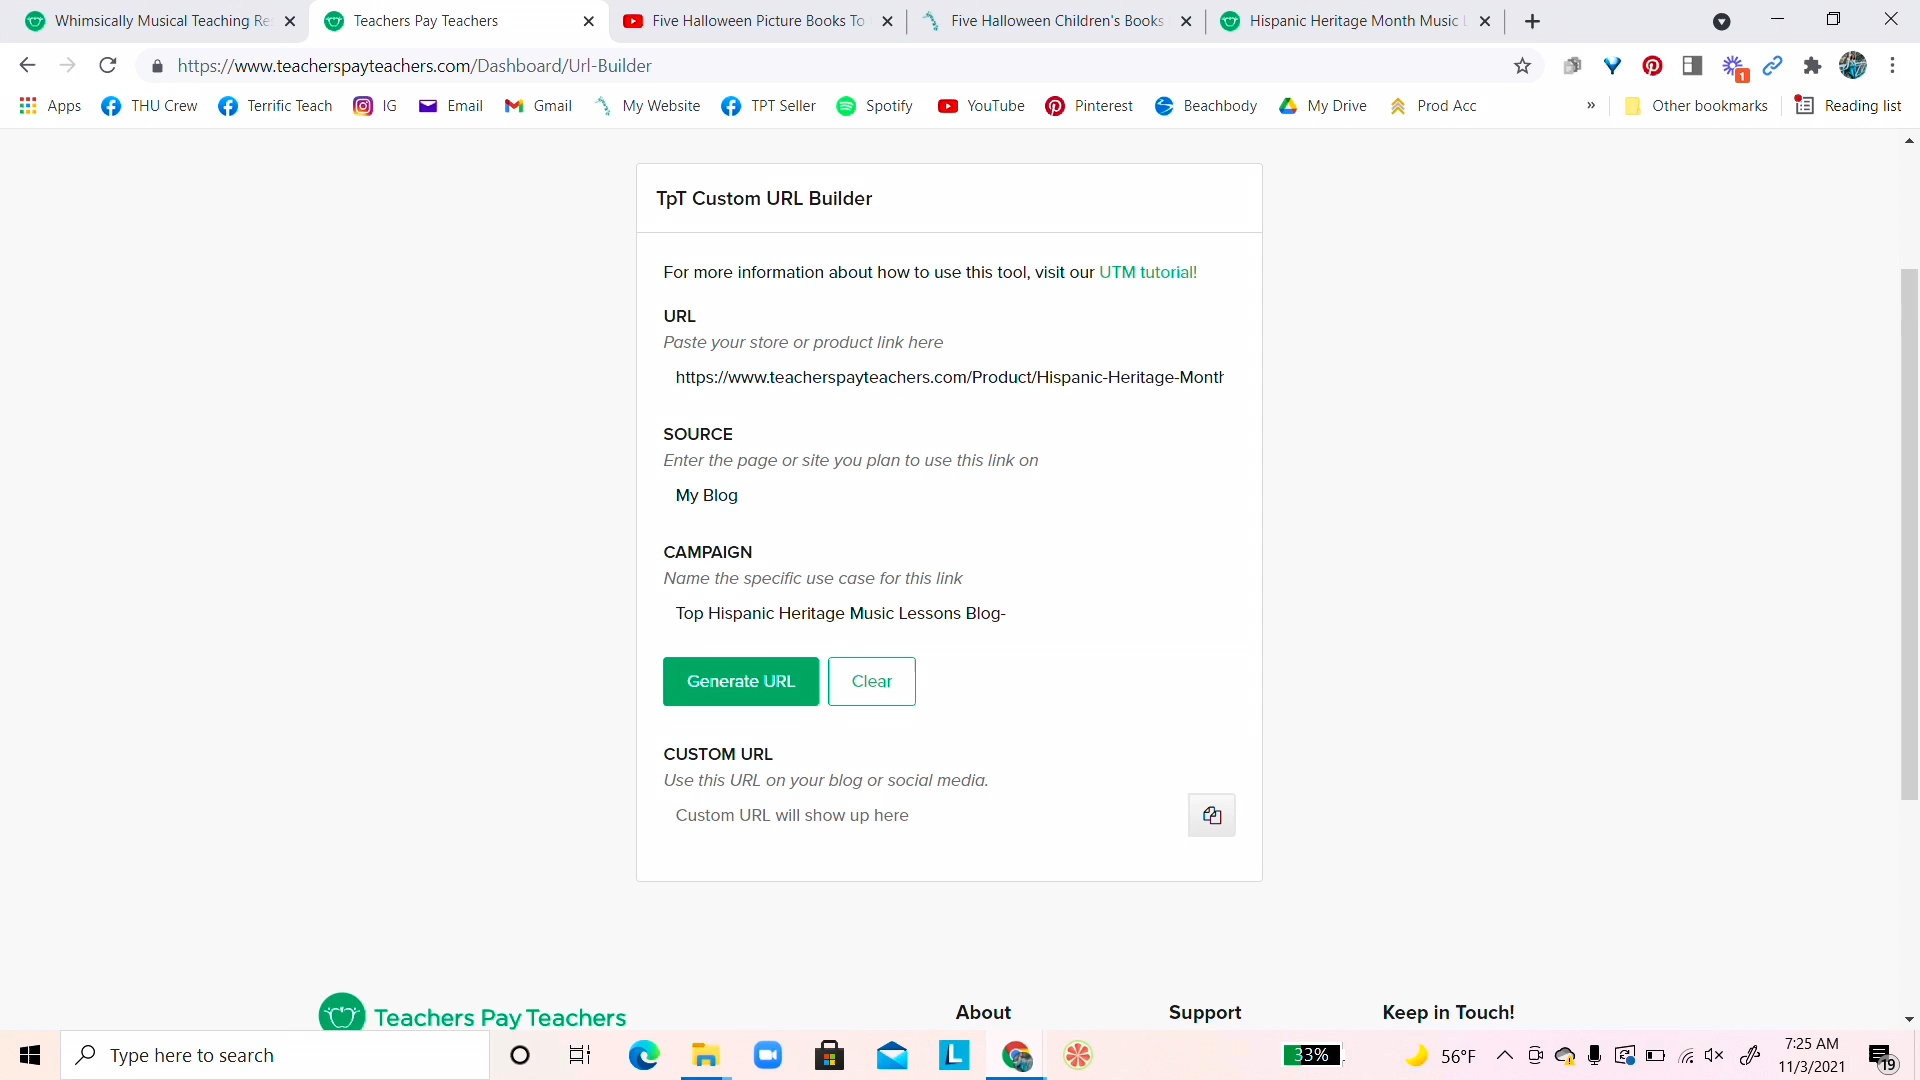 Whimsically Musical Teaching Re
Teachers Pay Teachers
Five Halloween Picture Books To
Five Halloween Children's Books
Hispanic Heritage Month Music L
https://www.teacherspayteachers.com/Dashboard/Url-Builder
1
Apps
THU Crew
Terrific Teach
IG
Email
Gmail
My Website
TPT Seller
Spotify
YouTube
Pinterest
Beachbody
My Drive
Prod Acc
»
Other bookmarks
Reading list
TpT Custom URL Builder
For more information about how to use this tool, visit our UTM tutorial!
URL
Paste your store or product link here
https://www.teacherspayteachers.com/Product/Hispanic-Heritage-Month
SOURCE
Enter the page or site you plan to use this link on
My Blog
CAMPAIGN
Name the specific use case for this link
Top Hispanic Heritage Music Lessons Blog-
Generate URL
Clear
CUSTOM URL
Use this URL on your blog or social media.
Custom URL will show up here
Teachers Pay Teachers
About
Support
Keep in Touch!
Type here to search
L
33%
56°F
7:25 AM
11/3/2021
19